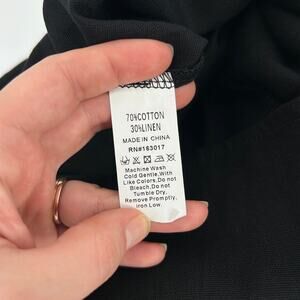 70%COTTON
30%LINEN
MADE IN CHINA
RN#163017
Machine Wash
Cold Gentle,With
Like Colors,Do not
Bleach,Do not
Tumble Dry,
Remove Promptly,
iron Low.